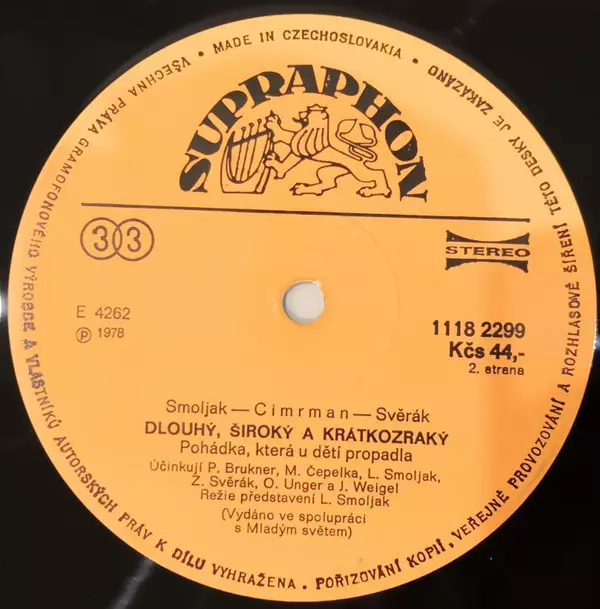 VŠECHNA PRÁVA GRAMOFONOVÉHO VÝROBCE A VLASTNÍKŮ AUTORSKÝCH PRÁV K DÍLU VYHRAŽENA. POŘIZOVÁNÍ KOPIÍ, VEŘEJNÉ PROVOZOVÁNÍ A ROZHLASOVÉ ŠÍŘENÍ TÉTO DESKY JE ZAKÁZÁNO • MADE IN CZECHOSLOVAKIA •
SUPRAPHON
33
STEREO
E 4262
Ⓟ 1978
1118 2299
Kčs 44,-
2. strana
Smoljak — Cimrman — Svěrák
DLOUHÝ, ŠIROKÝ A KRÁTKOZRAKÝ
Pohádka, která u dětí propadla
Účinkují P. Brukner, M. Čepelka, L. Smoljak,
Z. Svěrák, O. Unger a J. Weigel
Režie představení L. Smoljak
(Vydáno ve spolupráci
s Mladým světem)